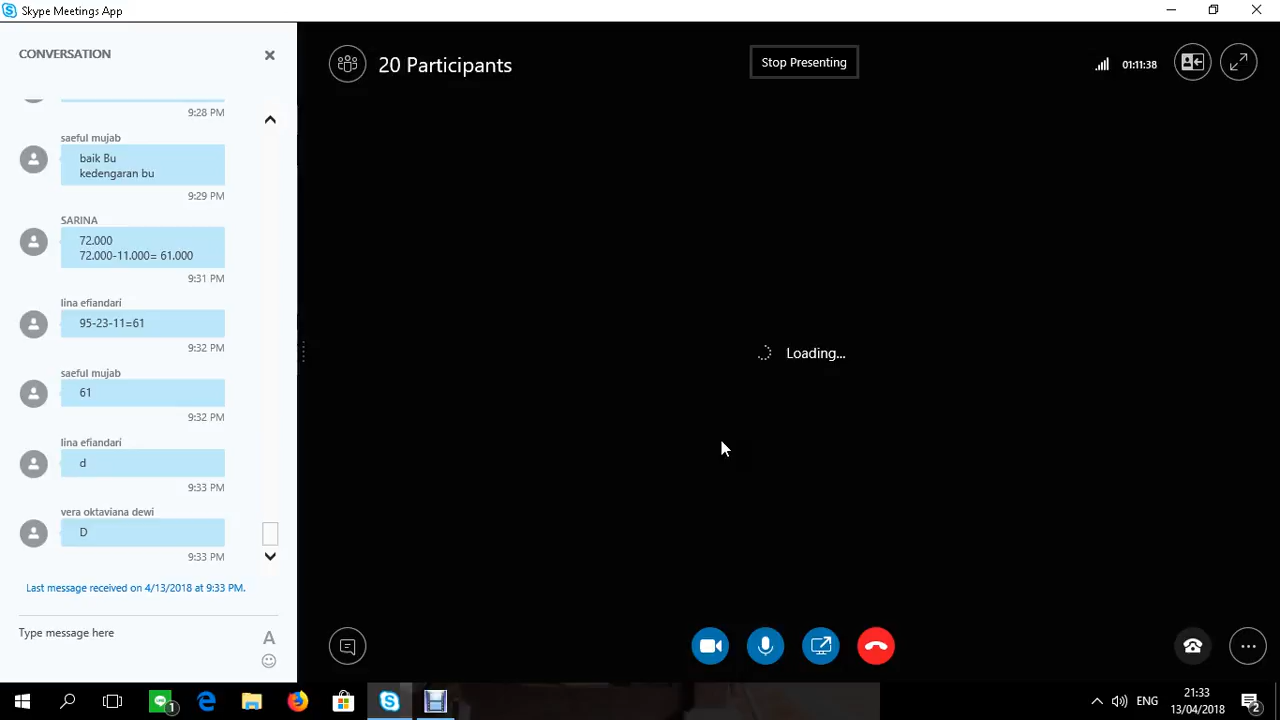 Skype Meetings App
CONVERSATION
9:28 PM
saeful mujab
baik Bu
kedengaran bu
9:29 PM
SARINA
72.000
72.000-11.000= 61.000
9:31 PM
lina efiandari
95-23-11=61
9:32 PM
saeful mujab
61
9:32 PM
lina efiandari
d
9:33 PM
vera oktaviana dewi
D
9:33 PM
Last message received on 4/13/2018 at 9:33 PM.
Type message here
A
20 Participants
Stop Presenting
01:11:38
Loading...
1
ENG
21:33
13/04/2018
2